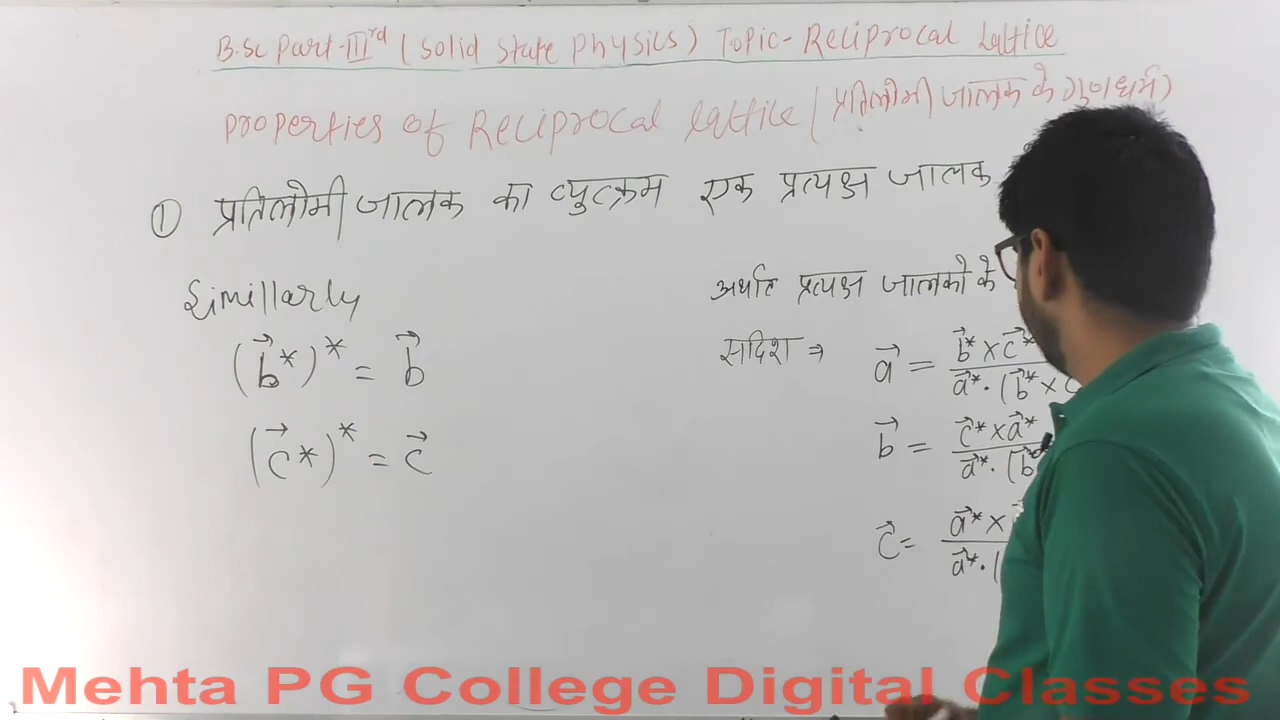 B.Sc Part-IIIrd (Solid State Physics) Topic- Reciprocal Lattice
Properties of Reciprocal lattice (प्रतिलोमी जालक के गुणधर्म)
① प्रतिलोमी जालक का व्युत्क्रम एक प्रत्यक्ष जालक
Simillarly
(b⃗*)* = b⃗
(c⃗*)* = c⃗
अर्थात प्रत्यक्ष जालको के
सदिश ⇒ a⃗ = b⃗* × c⃗* / a⃗*. (b⃗* × c
b⃗ = c⃗* × a⃗* / a⃗*. (b⃗*
c⃗ = a⃗* × / a⃗*. (
Mehta PG College Digital Classes